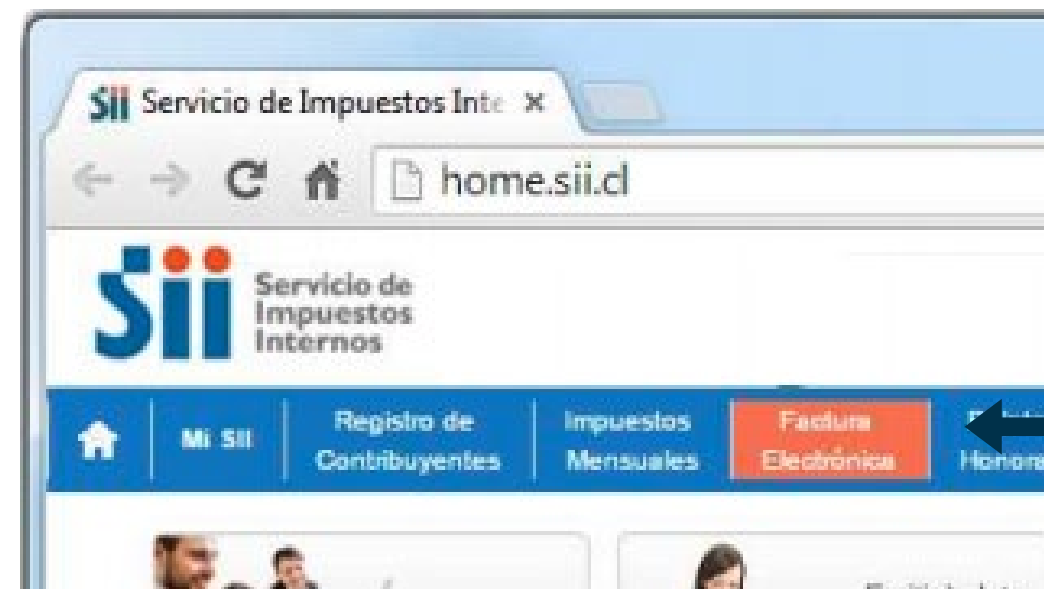 Sii Servicio de Impuestos Inte
home.sii.cl
Sii
Servicio de
Impuestos
Internos
Mi SII
Registro de
Contribuyentes
Impuestos
Mensuales
Factura
Electrónica